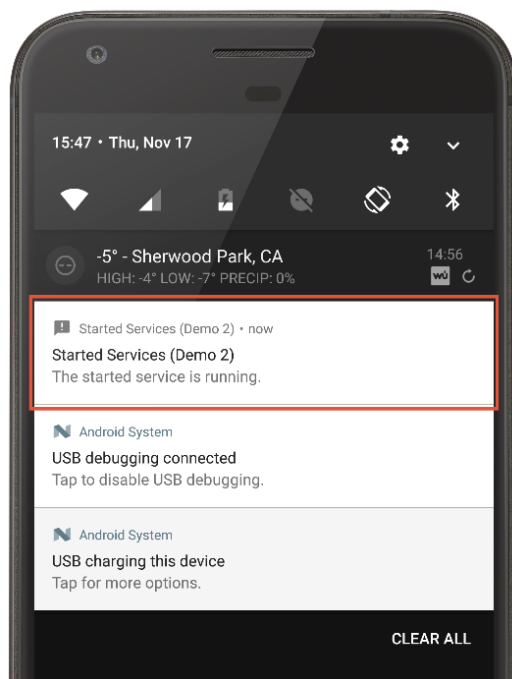 15:47 • Thu, Nov 17
-5° - Sherwood Park, CA
14:56
HIGH: -4° LOW: -7° PRECIP: 0%
wu
Started Services (Demo 2) • now
Started Services (Demo 2)
The started service is running.
Android System
USB debugging connected
Tap to disable USB debugging.
Android System
USB charging this device
Tap for more options.
CLEAR ALL